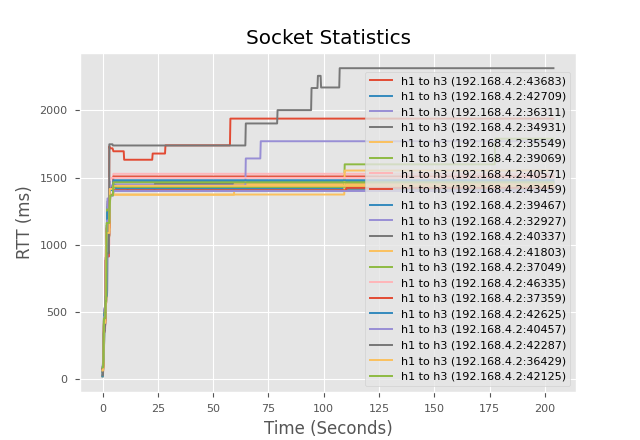 Socket Statistics
RTT (ms)
2000
1500
1000
500
0
h1 to h3 (192.168.4.2:43683)
h1 to h3 (192.168.4.2:42709)
h1 to h3 (192.168.4.2:36311)
h1 to h3 (192.168.4.2:34931)
h1 to h3 (192.168.4.2:35549)
h1 to h3 (192.168.4.2:39069)
h1 to h3 (192.168.4.2:40571)
h1 to h3 (192.168.4.2:43459)
h1 to h3 (192.168.4.2:39467)
h1 to h3 (192.168.4.2:32927)
h1 to h3 (192.168.4.2:40337)
h1 to h3 (192.168.4.2:41803)
h1 to h3 (192.168.4.2:37049)
h1 to h3 (192.168.4.2:46335)
h1 to h3 (192.168.4.2:37359)
h1 to h3 (192.168.4.2:42625)
h1 to h3 (192.168.4.2:40457)
h1 to h3 (192.168.4.2:42287)
h1 to h3 (192.168.4.2:36429)
h1 to h3 (192.168.4.2:42125)
0 25 50 75 100 125 150 175 200
Time (Seconds)